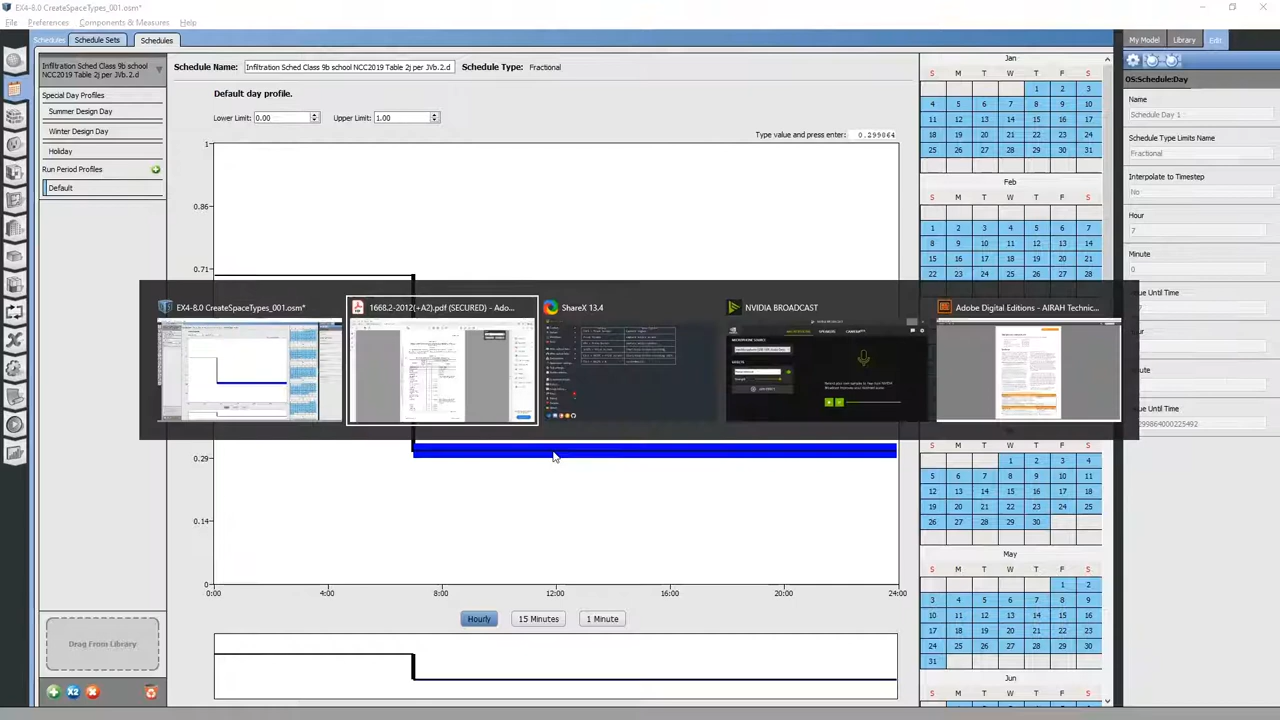 EX4-8.0 CreateSpaceTypes_001.osm*
File Preferences Components & Measures Help
Schedules Schedule Sets Schedules
My Model Library Edit
Infiltration Sched Class 9b school
NCC2019 Table 2j per JVb.2.d
Special Day Profiles
Summer Design Day
Winter Design Day
Holiday
Run Period Profiles
Default
Drag From Library
Schedule Name: Infiltration Sched Class 9b school NCC2019 Table 2j per JVb.2.d Schedule Type: Fractional
Default day profile.
Lower Limit: 0.00 Upper Limit: 1.00
Type value and press enter: 0.299864
1
0.86
0.71
0.29
0.14
0
0:00 4:00 8:00 12:00 16:00 20:00 24:00
Hourly 15 Minutes 1 Minute
EX4-8.0 CreateSpaceTypes_001.osm*
1668.2-2012(+A2).pdf (SECURED) - Ado...
ShareX 13.4
NVIDIA BROADCAST
Adobe Digital Editions - AIRAH Technic...
Jan
S M T W T F S
1 2 3
4 5 6 7 8 9 10
11 12 13 14 15 16 17
18 19 20 21 22 23 24
25 26 27 28 29 30 31
Feb
S M T W T F S
1 2 3 4 5 6 7
8 9 10 11 12 13 14
15 16 17 18 19 20 21
22 23 24 25 26 27 28
1 2 3 4
5 6 7 8 9 10 11
12 13 14 15 16 17 18
19 20 21 22 23 24 25
26 27 28 29 30
May
S M T W T F S
1 2
3 4 5 6 7 8 9
10 11 12 13 14 15 16
17 18 19 20 21 22 23
24 25 26 27 28 29 30
31
Jun
S M T W T F S
OS:Schedule:Day
Name
Schedule Day 1
Schedule Type Limits Name
Fractional
Interpolate to Timestep
No
Hour
7
Minute
0